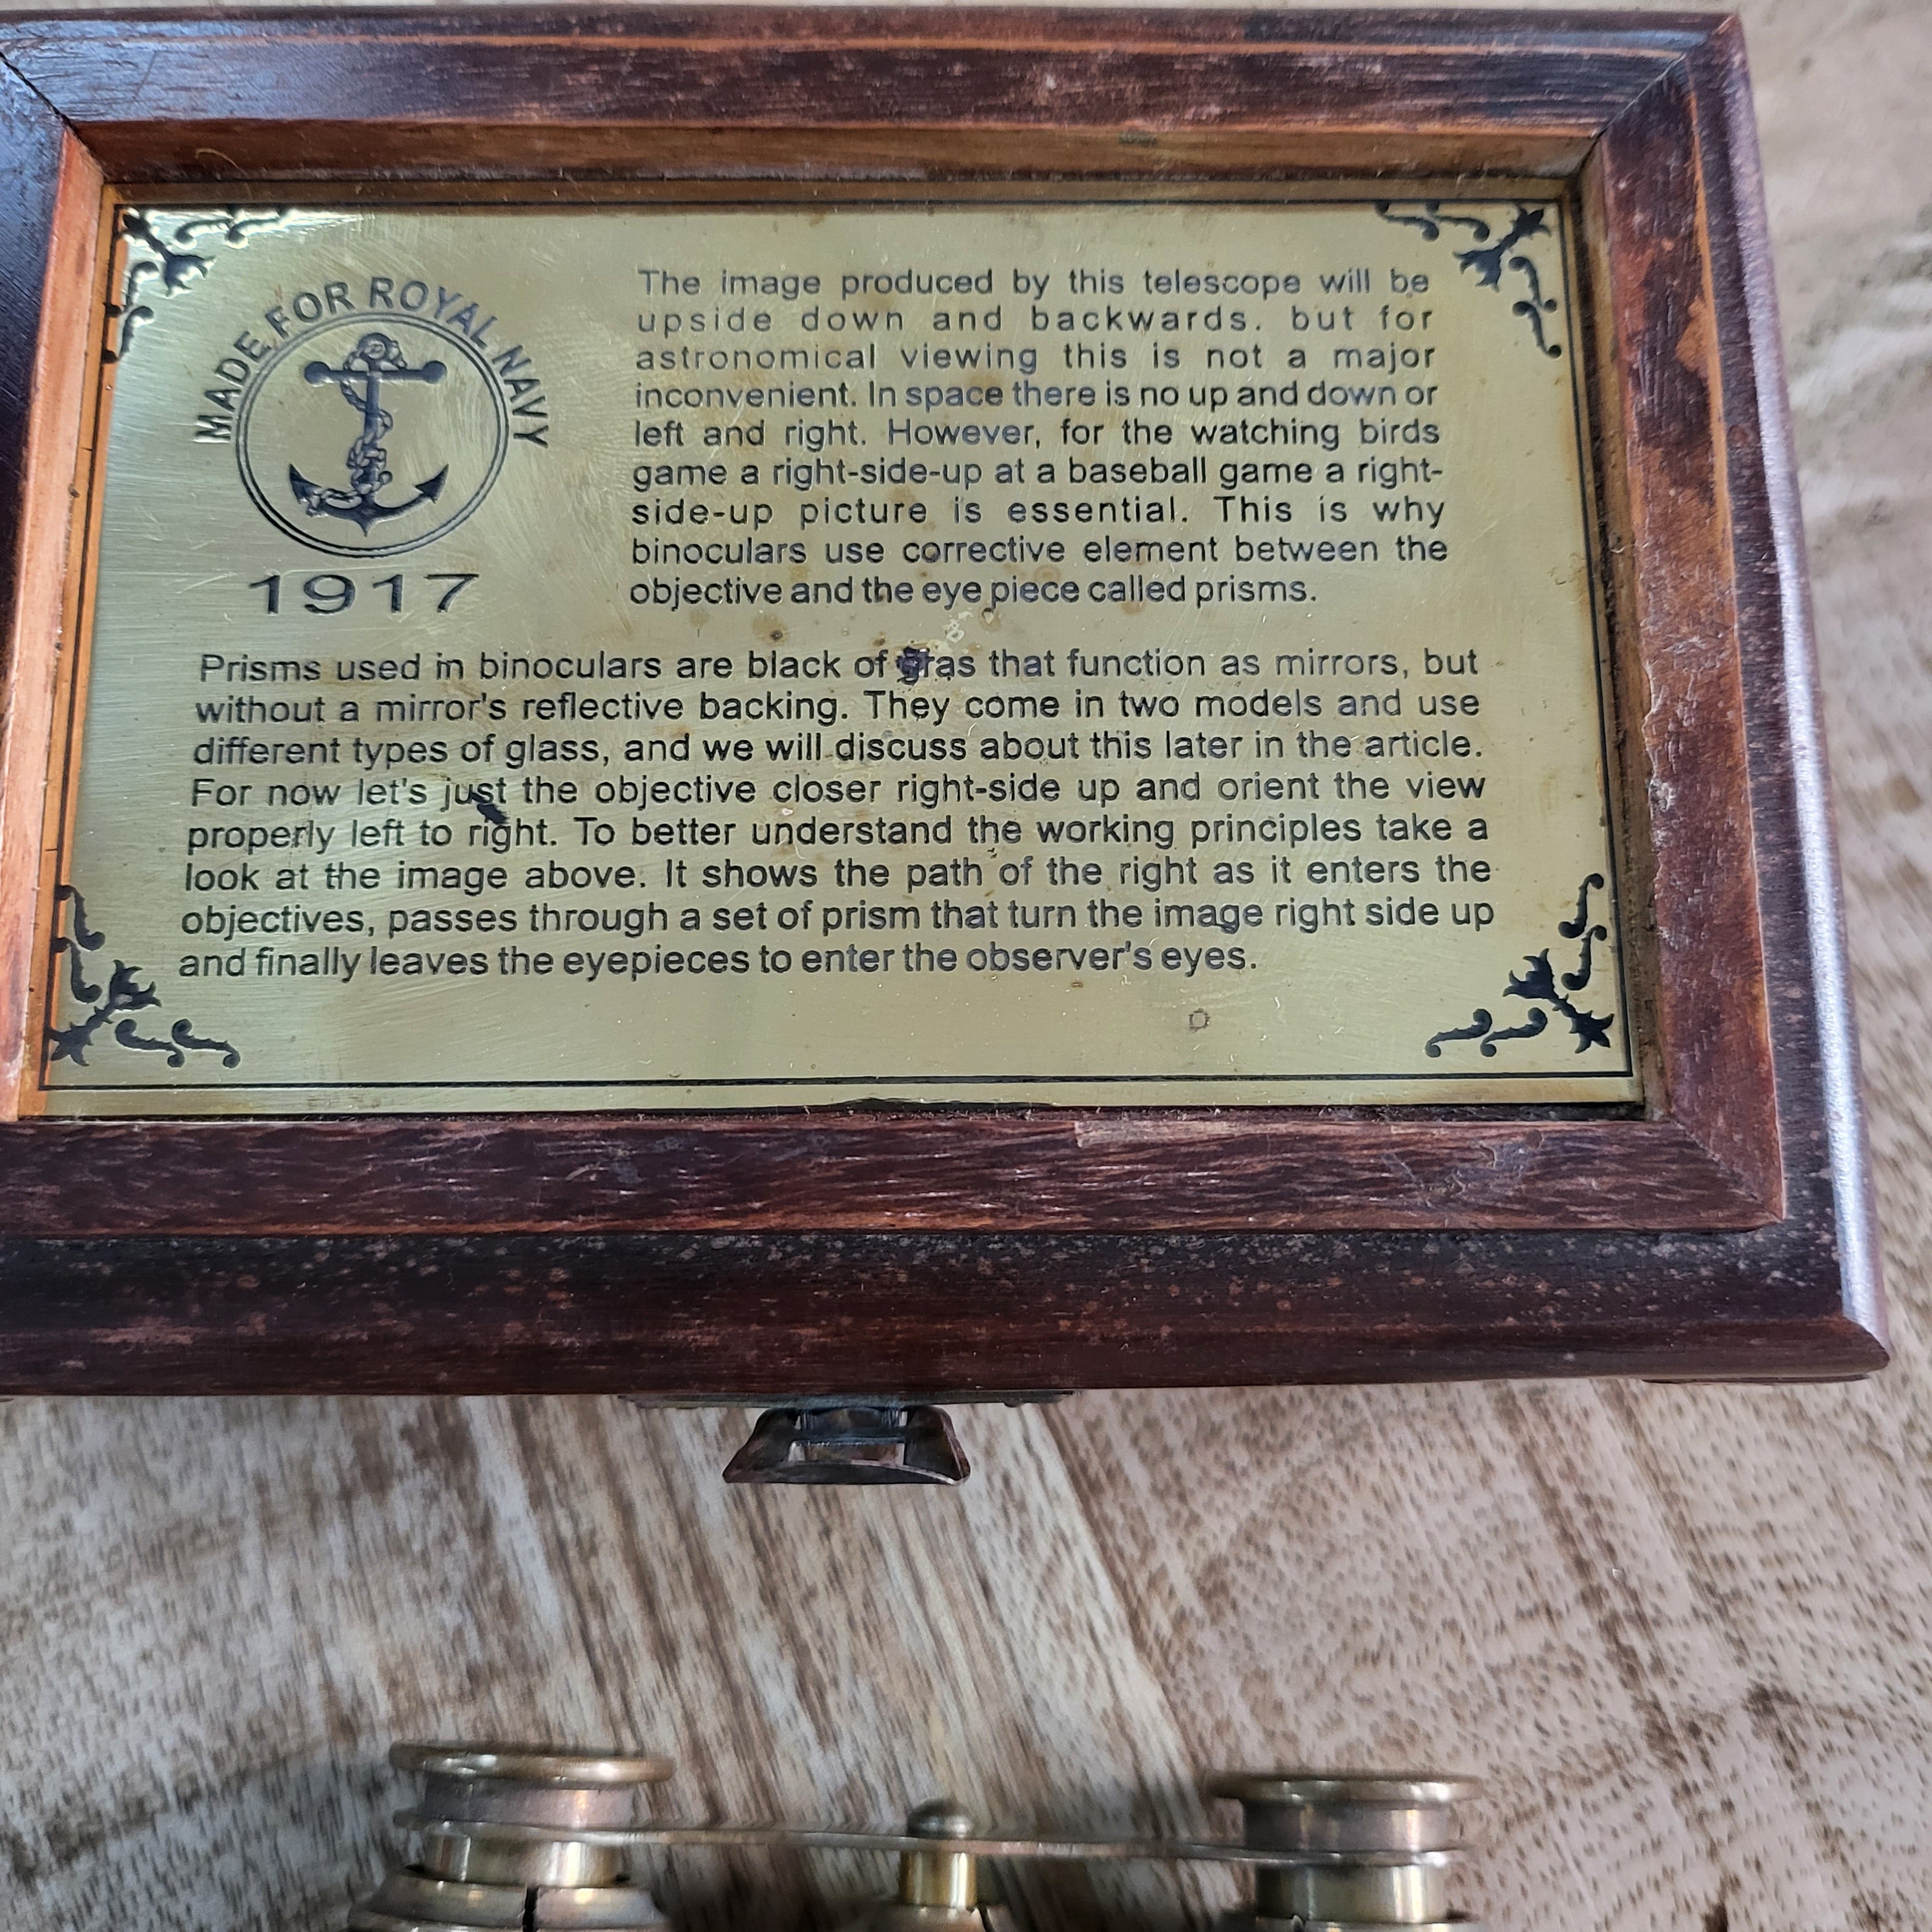 MADE FOR ROYAL NAVY
1917
The image produced by this telescope will be
upside down and backwards. but for
astronomical viewing this is not a major
inconvenient. In space there is no up and down or
left and right. However, for the watching birds
game a right-side-up at a baseball game a right-
side-up picture is essential. This is why
binoculars use corrective element between the
objective and the eye piece called prisms.
Prisms used in binoculars are black of gras that function as mirrors, but
without a mirror's reflective backing. They come in two models and use
different types of glass, and we will discuss about this later in the article.
For now let's just the objective closer right-side up and orient the view
properly left to right. To better understand the working principles take a
look at the image above. It shows the path of the right as it enters the
objectives, passes through a set of prism that turn the image right side up
and finally leaves the eyepieces to enter the observer's eyes.